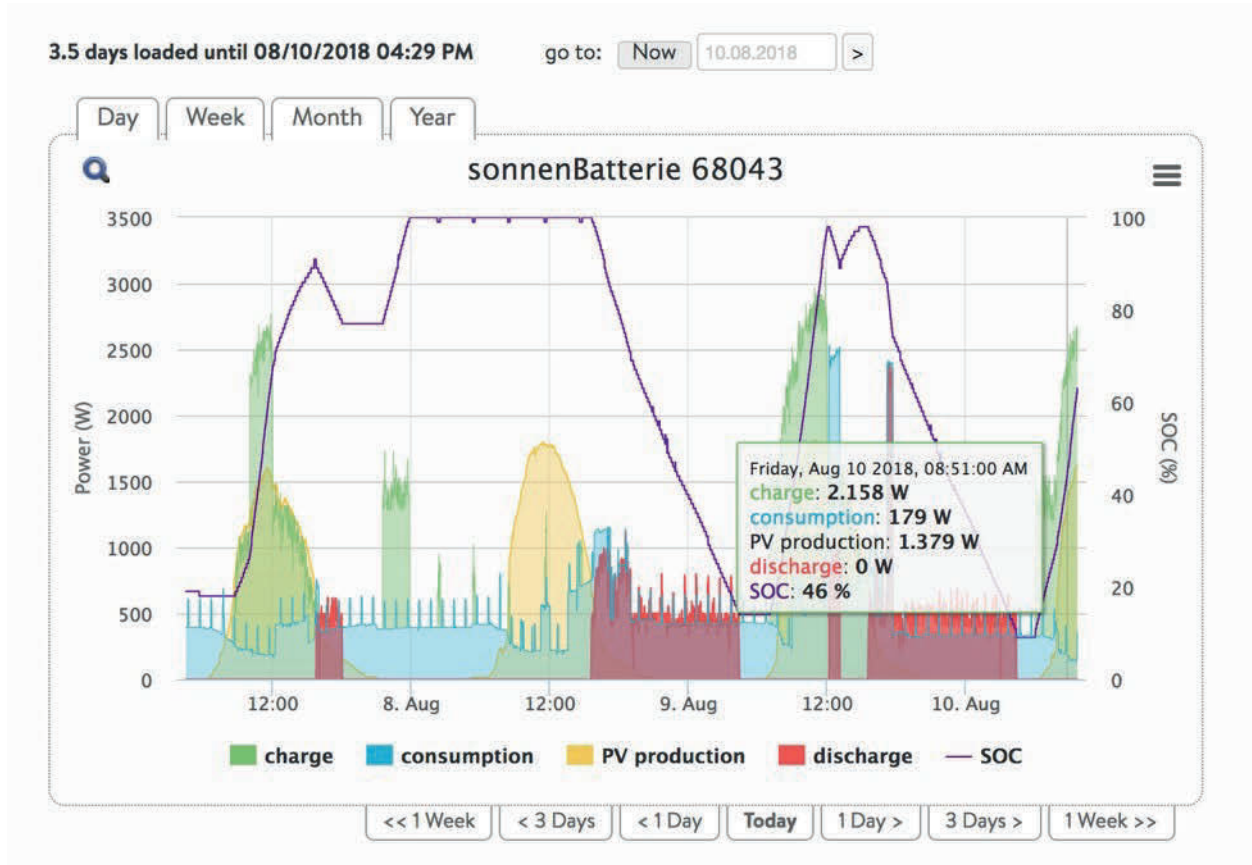 3.5 days loaded until 08/10/2018 04:29 PM go to: Now 10.08.2018 >
Day Week Month Year
sonnenBatterie 68043
3500 100
3000
80
2500
2000
60
Power (W)
SOC (%)
Friday, Aug 10 2018, 08:51:00 AM
charge: 2.158 W
1500
40
consumption: 179 W
PV production: 1.379 W
1000
discharge: 0 W
SOC: 46 %
20
500
0 0
12:00 8. Aug 12:00 9. Aug 12:00 10. Aug
charge consumption PV production discharge SOC
<< 1 Week < 3 Days < 1 Day Today 1 Day > 3 Days > 1 Week >>